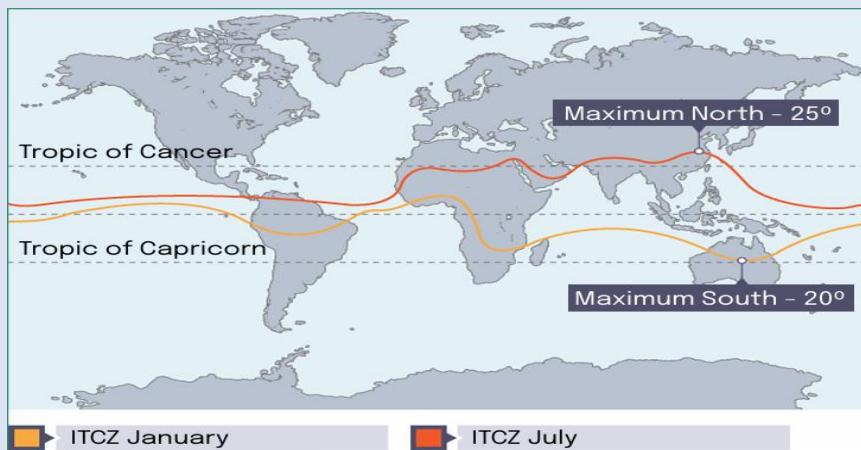 Maximum North - 25º
Tropic of Cancer
Tropic of Capricorn
Maximum South - 20º
ITCZ January
ITCZ July